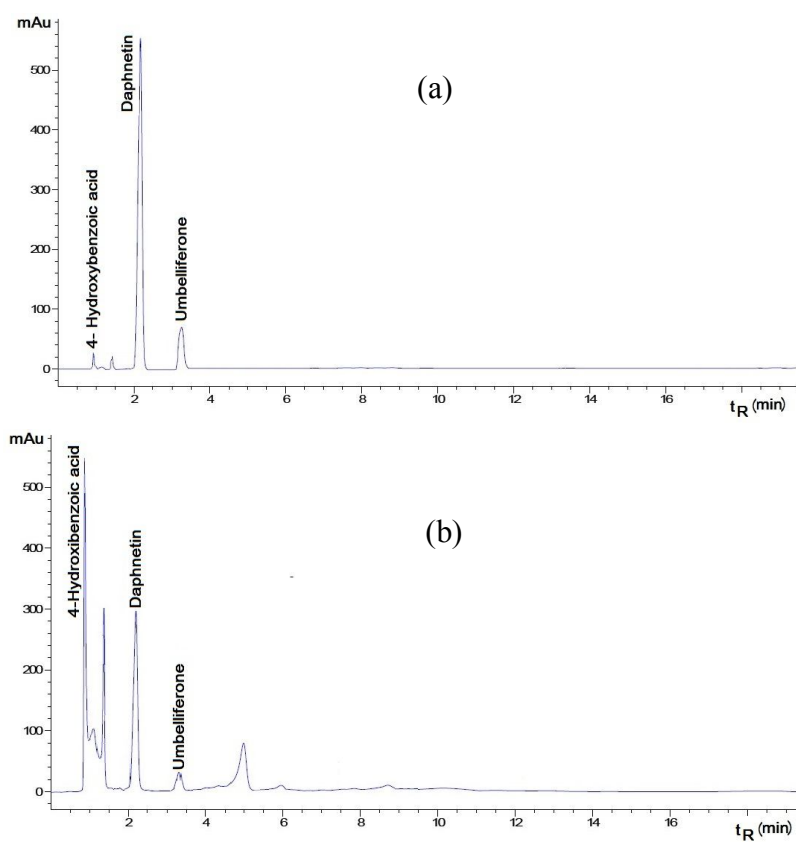 mAu
500
400
300
200
100
0
4- Hydroxybenzoic acid
Daphnetin
Umbelliferone
(a)
2 4 6 8 10 12 14 16
tR (min)
mAu
500
400
300
200
100
0
4-Hydroxibenzoic acid
Daphnetin
Umbelliferone
(b)
2 4 6 8 10 12 14 16 18
tR (min)